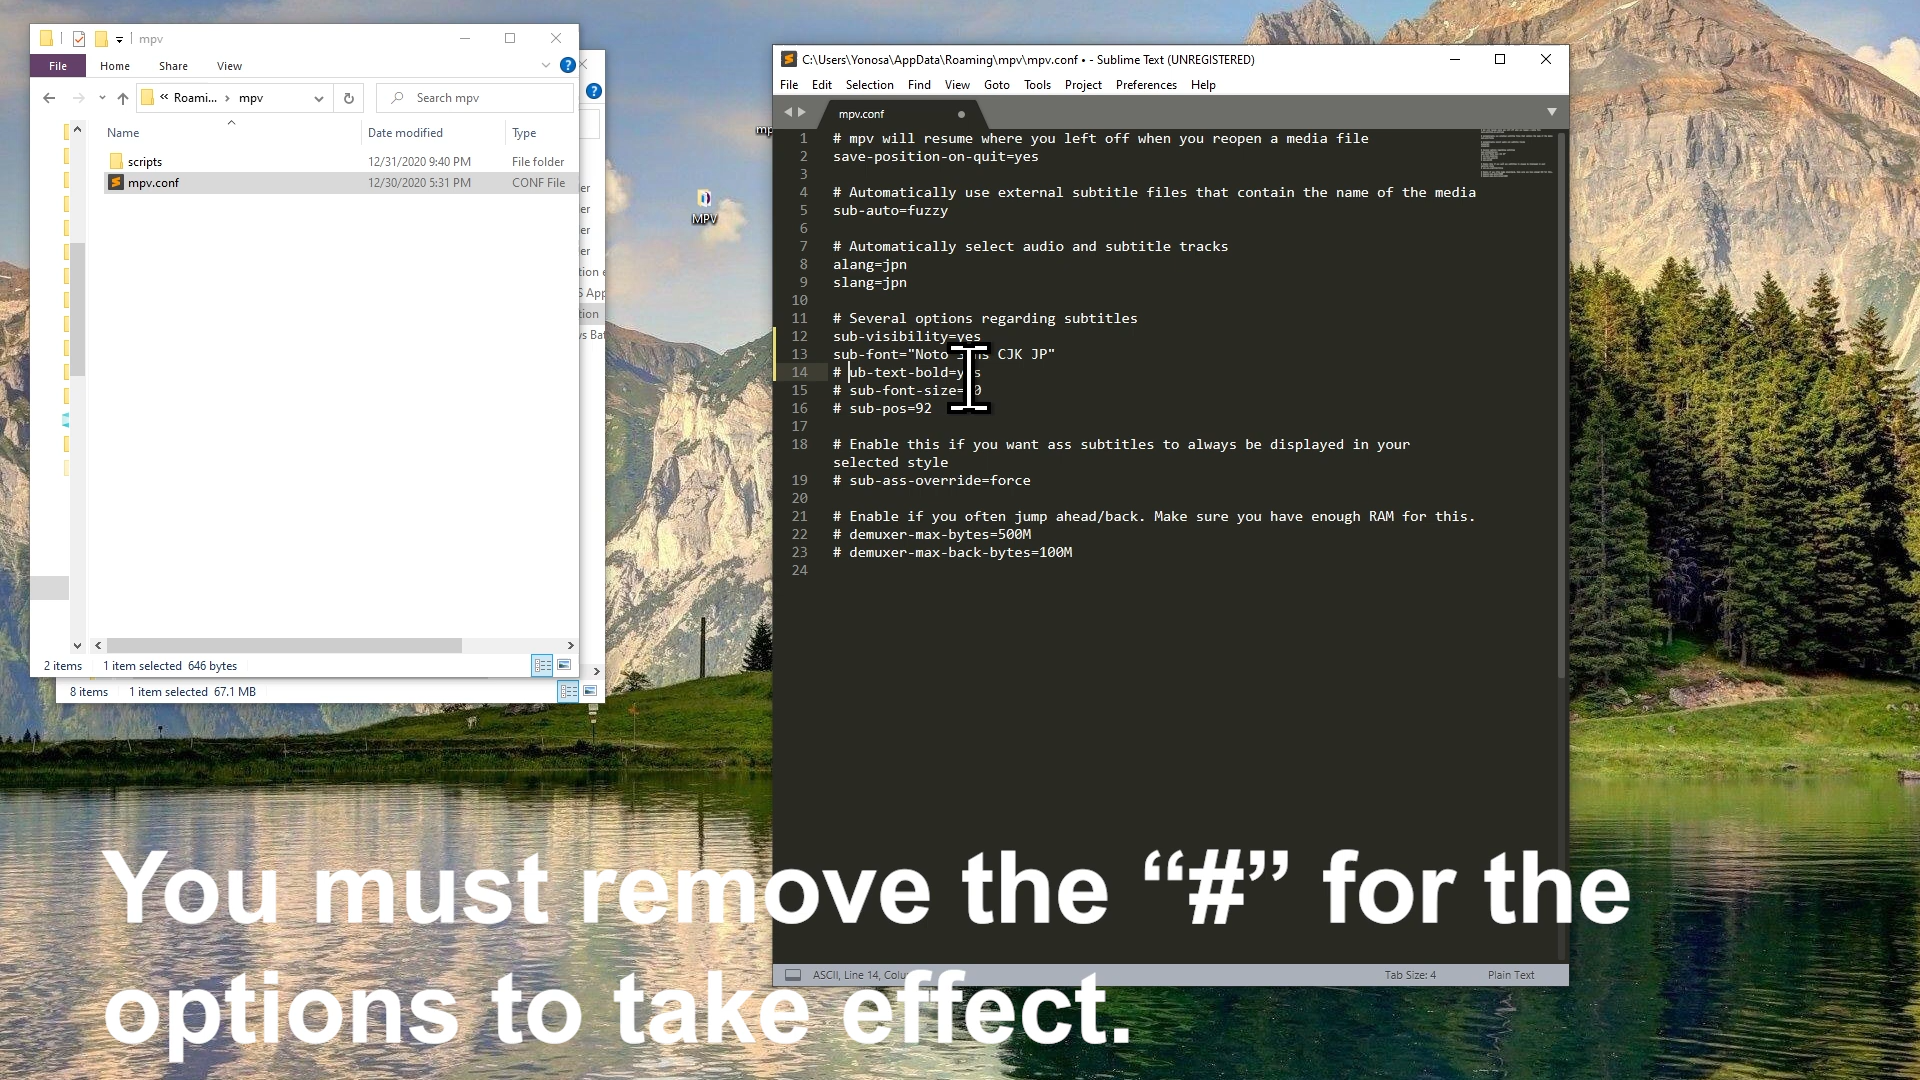 mpv
File Home Share View
Roami... mpv
Search mpv
Name Date modified Type
scripts 12/31/2020 9:40 PM File folder
mpv.conf 12/30/2020 5:31 PM CONF File
2 items 1 item selected 646 bytes
8 items 1 item selected 67.1 MB
MPV
C:\Users\Yonosa\AppData\Roaming\mpv\mpv.conf • - Sublime Text (UNREGISTERED)
File Edit Selection Find View Goto Tools Project Preferences Help
mpv.conf
1 # mpv will resume where you left off when you reopen a media file
2 save-position-on-quit=yes
3
4 # Automatically use external subtitle files that contain the name of the media
5 sub-auto=fuzzy
6
7 # Automatically select audio and subtitle tracks
8 alang=jpn
9 slang=jpn
10
11 # Several options regarding subtitles
12 sub-visibility=yes
13 sub-font="Noto CJK JP"
14 # ub-text-bold=yes
15 # sub-font-size=
16 # sub-pos=92
17
18 # Enable this if you want ass subtitles to always be displayed in your
selected style
19 # sub-ass-override=force
20
21 # Enable if you often jump ahead/back. Make sure you have enough RAM for this.
22 # demuxer-max-bytes=500M
23 # demuxer-max-back-bytes=100M
24
ASCII, Line 14, Tab Size: 4 Plain Text
You must remove the “#” for the
options to take effect.